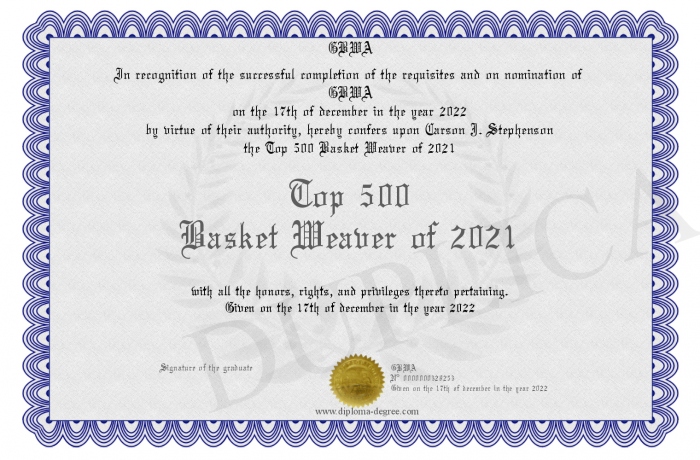 GBWA
In recognition of the successful completion of the requisites and on nomination of
GBWA
on the 17th of december in the year 2022
by virtue of their authority, hereby confers upon Carson J. Stephenson
the Top 500 Basket Weaver of 2021
Top 500
Basket Weaver of 2021
with all the honors, rights, and privileges thereto pertaining.
Given on the 17th of december in the year 2022
DUPLICA
Signature of the graduate
GBWA
N° 0000000328253
Given on the 17th of december in the year 2022
www.diploma-degree.com